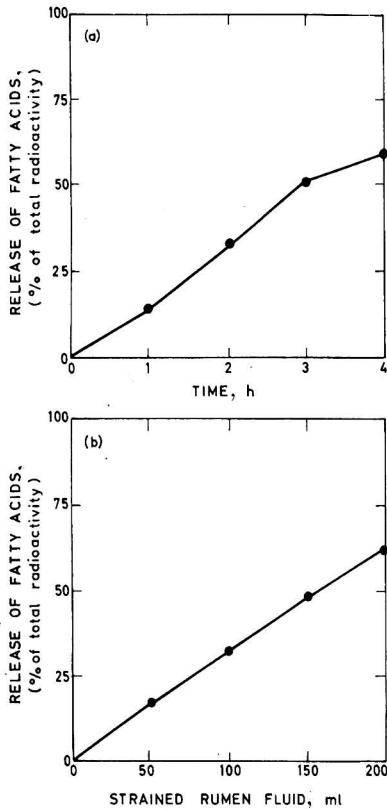 100
(a)
75
50
25
0
RELEASE OF FATTY ACIDS,
(% of total radioactivity)
0 1 2 3 4
TIME, h
100
(b)
75
50
25
0
RELEASE OF FATTY ACIDS,
(% of total radioactivity)
0 50 100 150 200
STRAINED RUMEN FLUID, ml